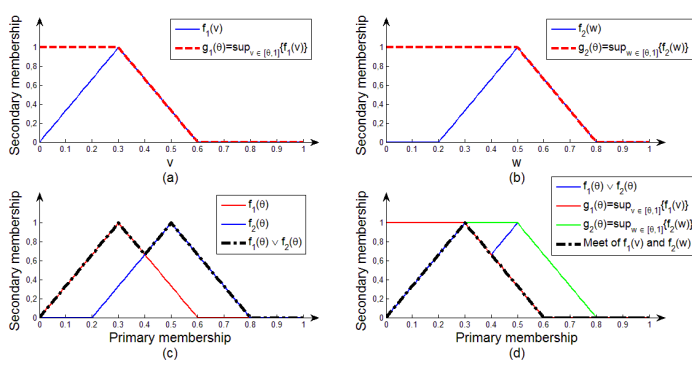 Secondary membership
1
0.8
0.6
0.4
0.2
0
0 0.1 0.2 0.3 0.4 0.5 0.6 0.7 0.8 0.9 1
v
(a)
f₁(v)
g₁(θ)=sup_{v ∈ [θ,1]}{f₁(v)}
Secondary membership
1
0.8
0.6
0.4
0.2
0
0 0.1 0.2 0.3 0.4 0.5 0.6 0.7 0.8 0.9 1
w
(b)
f₂(w)
g₂(θ)=sup_{w ∈ [θ,1]}{f₂(w)}
Secondary membership
1
0.8
0.6
0.4
0.2
0
0 0.1 0.2 0.3 0.4 0.5 0.6 0.7 0.8 0.9 1
Primary membership
(c)
f₁(θ)
f₂(θ)
f₁(θ) ∨ f₂(θ)
Secondary membership
1
0.8
0.6
0.4
0.2
0
0 0.1 0.2 0.3 0.4 0.5 0.6 0.7 0.8 0.9 1
Primary membership
(d)
f₁(θ) ∨ f₂(θ)
g₁(θ)=sup_{v ∈ [θ,1]}{f₁(v)}
g₂(θ)=sup_{w ∈ [θ,1]}{f₂(w)}
Meet of f₁(v) and f₂(w)